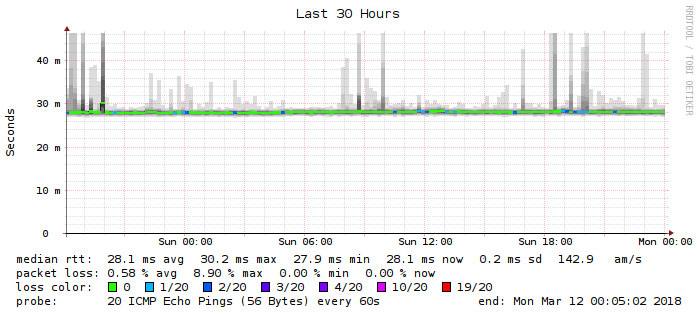 Last 30 Hours
RRDTOOL / TOBI OETIKER
Seconds
40 m
30 m
20 m
10 m
0
Sun 00:00 Sun 06:00 Sun 12:00 Sun 18:00 Mon 00:00
median rtt: 28.1 ms avg 30.2 ms max 27.9 ms min 28.1 ms now 0.2 ms sd 142.9 am/s
packet loss: 0.58 % avg 8.90 % max 0.00 % min 0.00 % now
loss color: 0 1/20 2/20 3/20 4/20 10/20 19/20
probe: 20 ICMP Echo Pings (56 Bytes) every 60s end: Mon Mar 12 00:05:02 2018